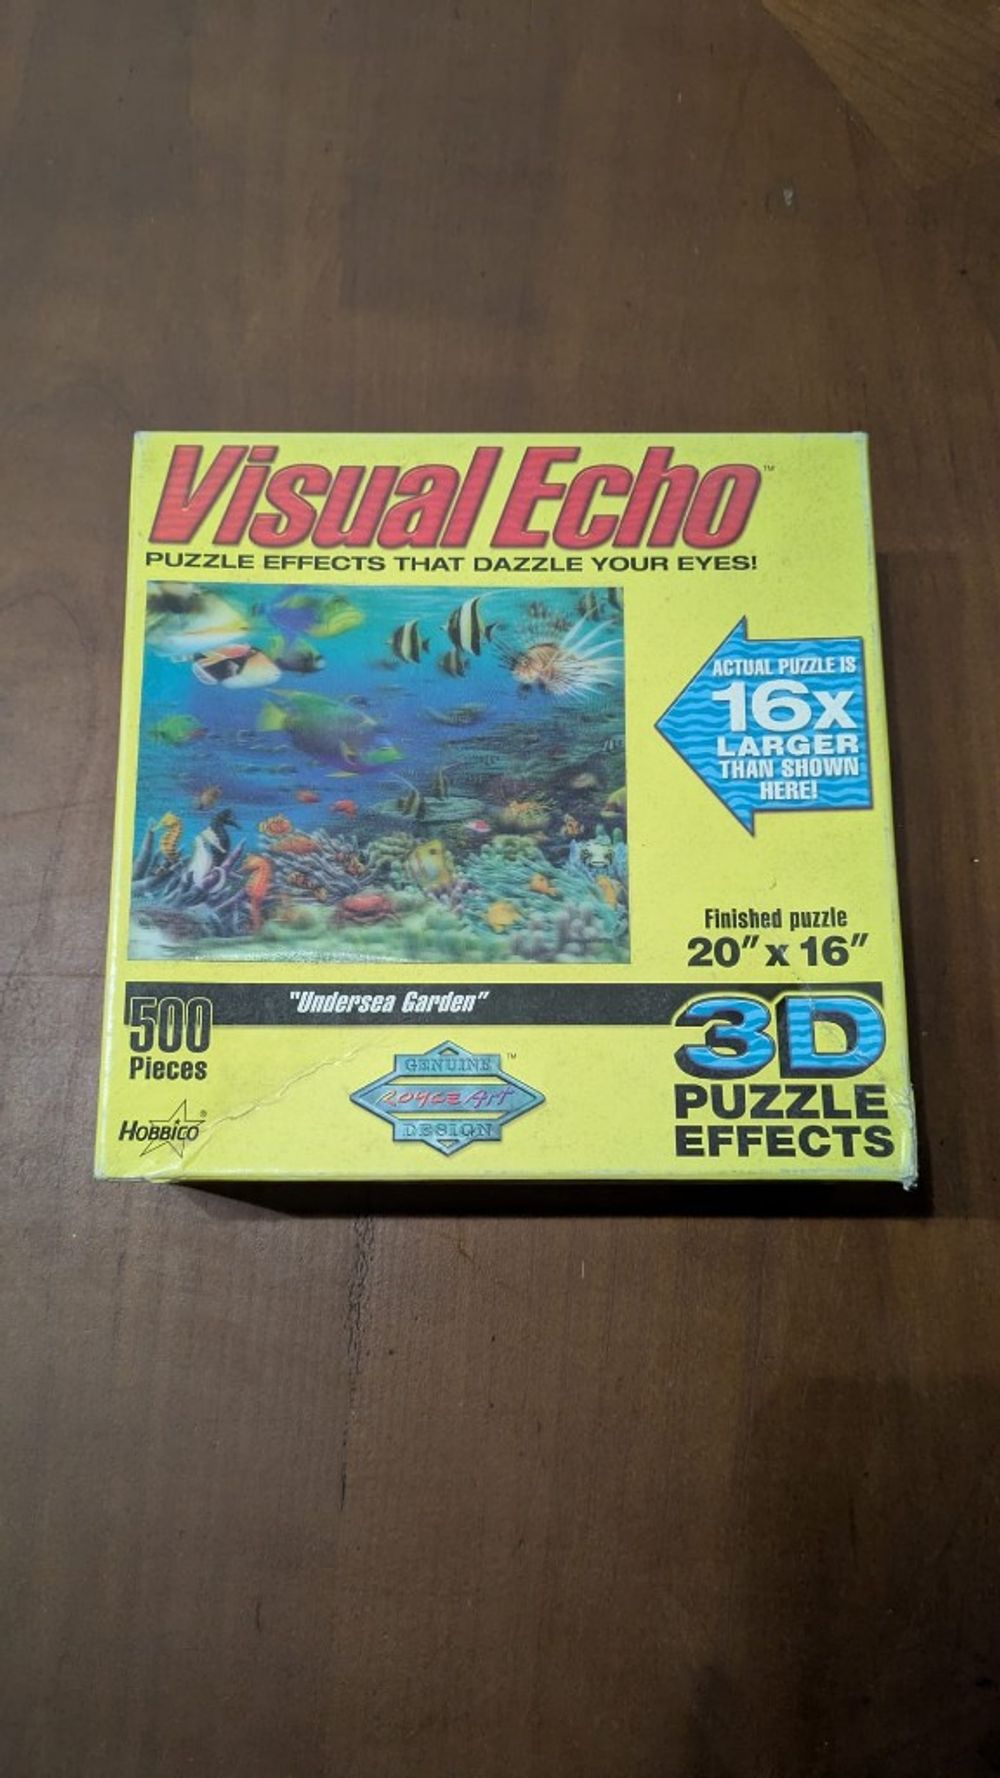 Visual Echo™
PUZZLE EFFECTS THAT DAZZLE YOUR EYES!
ACTUAL PUZZLE IS
16x
LARGER
THAN SHOWN
HERE!
Finished puzzle
20" x 16"
"Undersea Garden"
500
Pieces
HOBBICO®
GENUINE™
ROYCE Art
DESIGN
3D
PUZZLE
EFFECTS